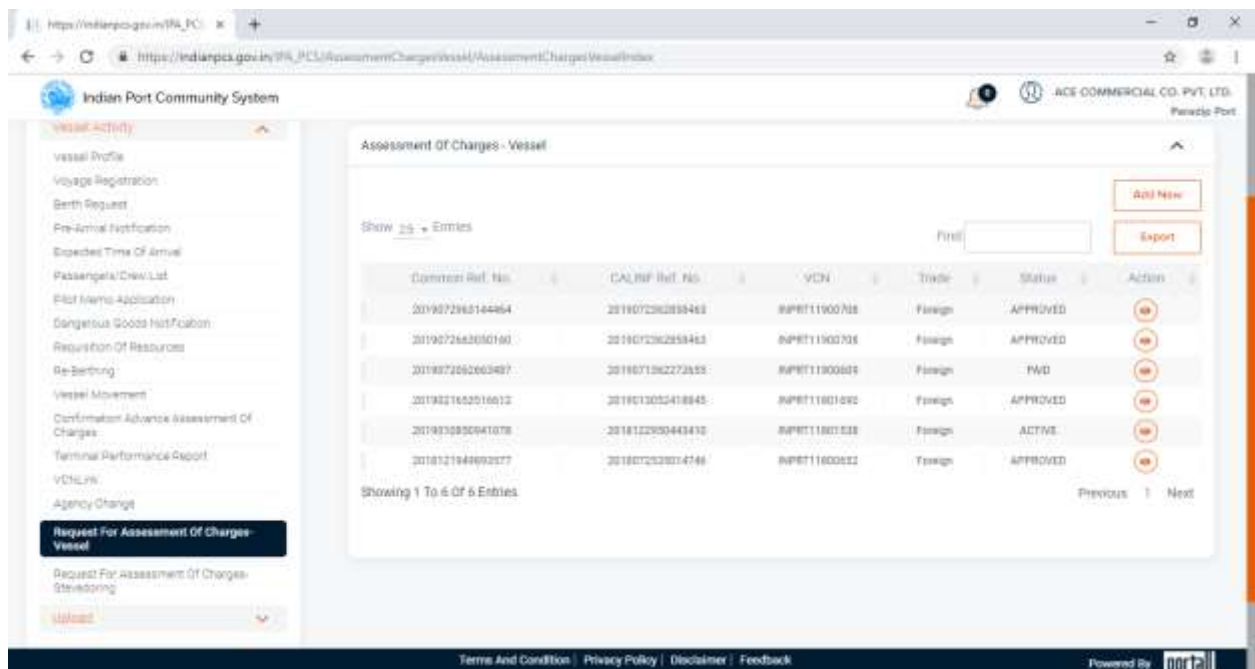 https://indianpcs.gov.in/IPA_PCS
https://indianpcs.gov.in/IPA_PCS/AssessmentChargesVessel/AssessmentChargesVesselIndex
Indian Port Community System
ACE COMMERCIAL CO. PVT. LTD.
Paradip Port
Vessel Activity
Vessel Profile
Voyage Registration
Berth Request
Pre-Arrival Notification
Expected Time Of Arrival
Passengers/Crew List
Pilot Memo Application
Dangerous Goods Notification
Requisition Of Resources
Re-Berthing
Vessel Movement
Confirmation Advance Assessment Of
Charges
Terminal Performance Report
VCNLink
Agency Change
Request For Assessment Of Charges-
Vessel
Request For Assessment Of Charges-
Stevedoring
Upload
Assessment Of Charges - Vessel
Add New
Show 25 Entries
Find
Export
Common Ref. No. CALINF Ref. No. VCN Trade Status Action
Foreign APPROVED
Foreign APPROVED
Foreign FWD
Foreign APPROVED
Foreign ACTIVE
Foreign APPROVED
Showing 1 To 6 Of 6 Entries
Previous 1 Next
Terms And Condition | Privacy Policy | Disclaimer | Feedback
Powered By portall